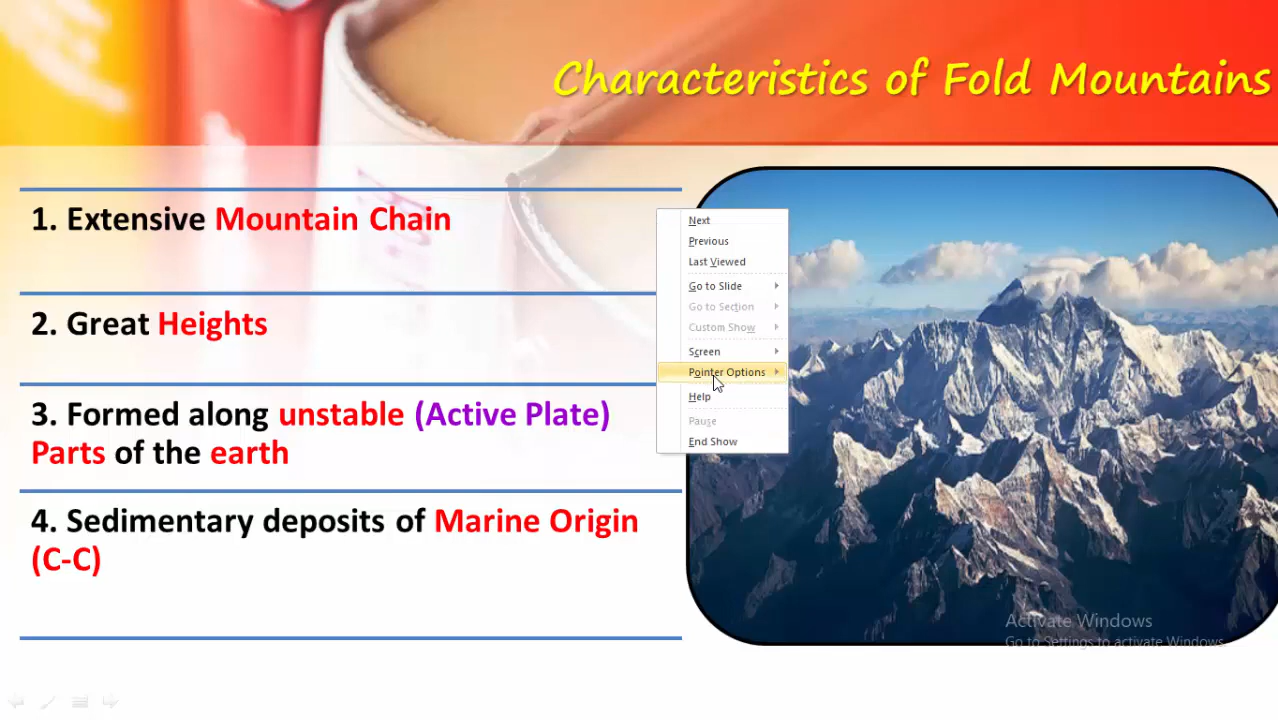 Characteristics of Fold Mountains
1. Extensive Mountain Chain
2. Great Heights
3. Formed along unstable (Active Plate)
Parts of the earth
4. Sedimentary deposits of Marine Origin
(C-C)
Next
Previous
Last Viewed
Go to Slide
Go to Section
Custom Show
Screen
Pointer Options
Help
Pause
End Show
Activate Windows
Go to Settings to activate Windows.